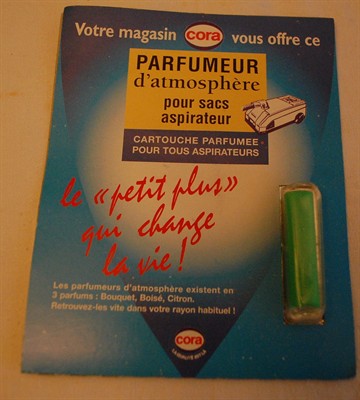 Votre magasin cora vous offre ce
PARFUMEUR
d'atmosphère
pour sacs
aspirateur
CARTOUCHE PARFUMEE
POUR TOUS ASPIRATEURS
le «petit plus»
qui change
la vie !
Les parfumeurs d'atmosphère existent en
3 parfums : Bouquet, Boisé, Citron.
Retrouvez-les vite dans votre rayon habituel !
cora